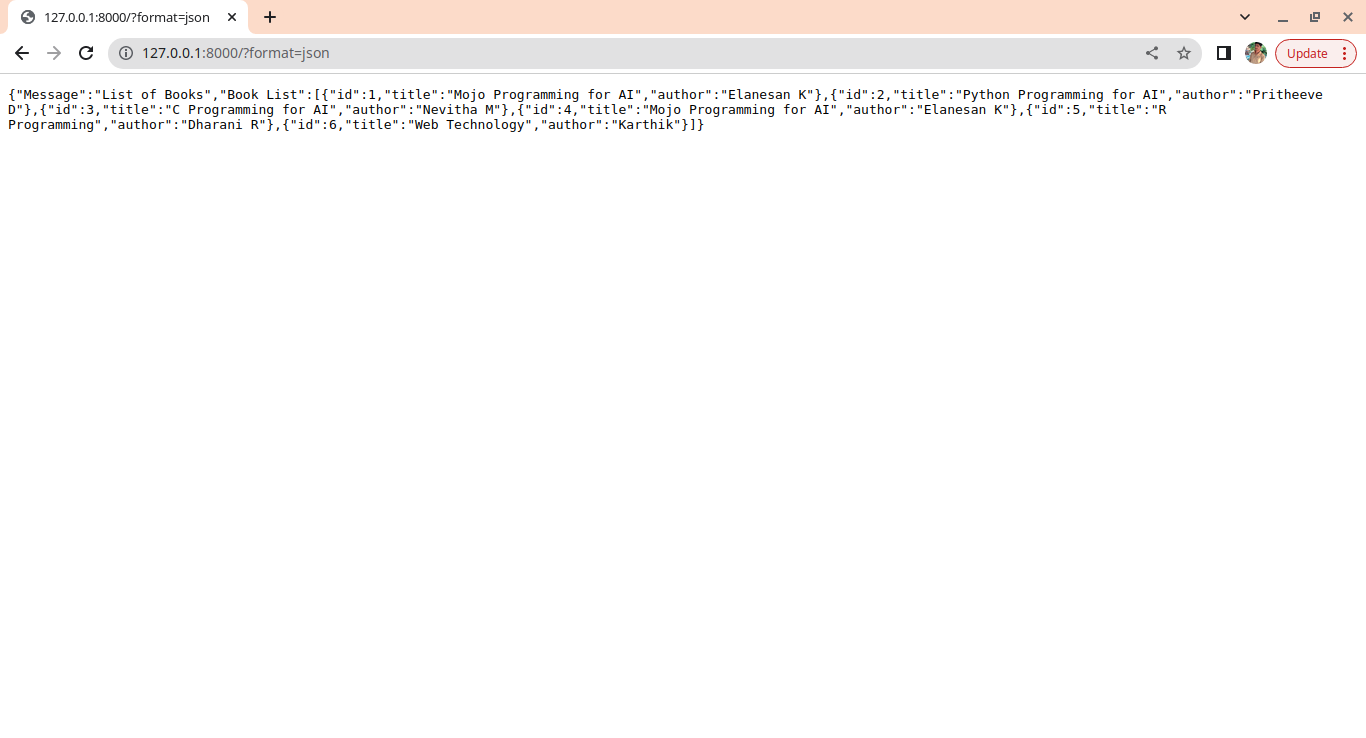 127.0.0.1:8000/?format=json
127.0.0.1:8000/?format=json
Update
{"Message":"List of Books","Book List":[{"id":1,"title":"Mojo Programming for AI","author":"Elanesan K"},{"id":2,"title":"Python Programming for AI","author":"Pritheeve
D"},{"id":3,"title":"C Programming for AI","author":"Nevitha M"},{"id":4,"title":"Mojo Programming for AI","author":"Elanesan K"},{"id":5,"title":"R
Programming","author":"Dharani R"},{"id":6,"title":"Web Technology","author":"Karthik"}]}